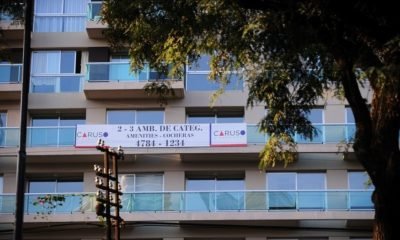 CARUSO
2 - 3 AMB. DE CATEG.
AMENITIES - COCHERAS
4784 - 1234
CARUSO